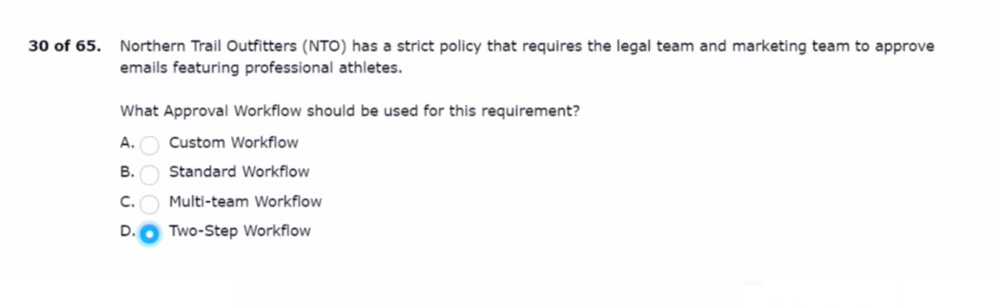 30 of 65. Northern Trail Outfitters (NTO) has a strict policy that requires the legal team and marketing team to approve
emails featuring professional athletes.
What Approval Workflow should be used for this requirement?
A. Custom Workflow
B. Standard Workflow
C. Multi-team Workflow
D. Two-Step Workflow